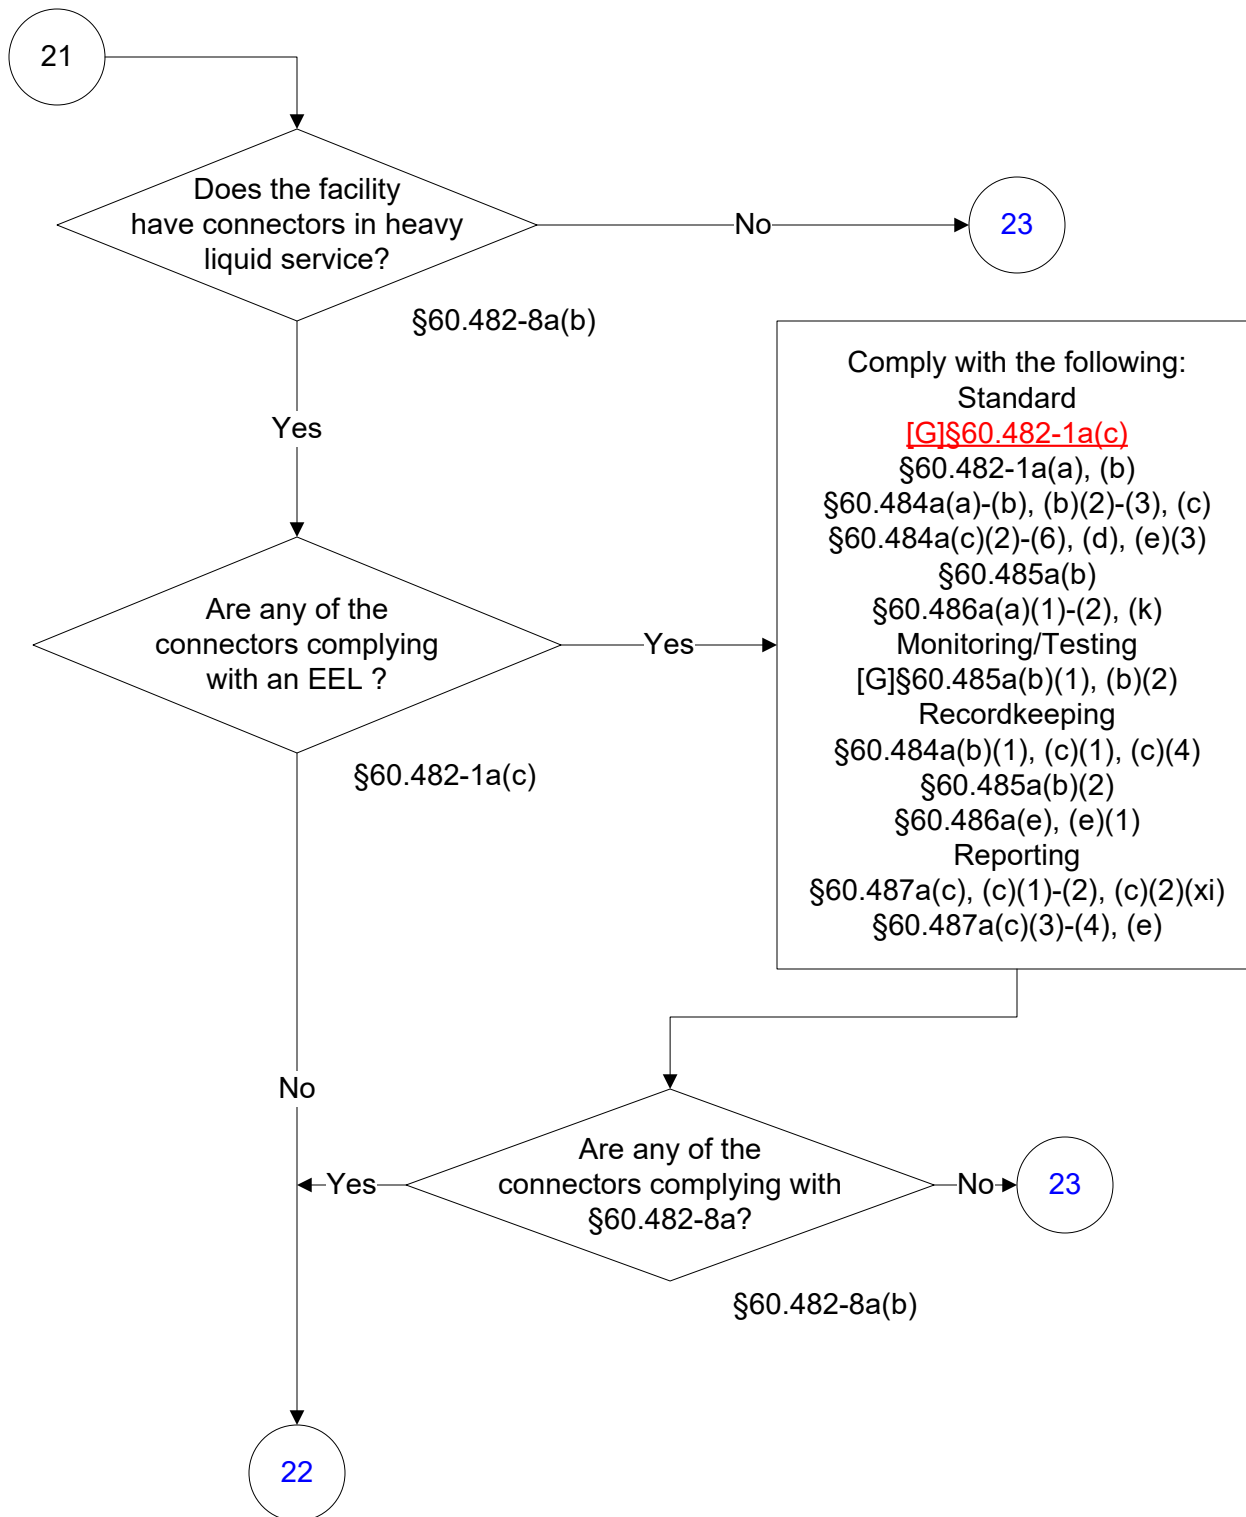 21
Does the facility
have connectors in heavy
liquid service?
No
23
§60.482-8a(b)
Yes
Are any of the
connectors complying
with an EEL ?
Yes
§60.482-1a(c)
Comply with the following:
Standard
[G]§60.482-1a(c)
§60.482-1a(a), (b)
§60.484a(a)-(b), (b)(2)-(3), (c)
§60.484a(c)(2)-(6), (d), (e)(3)
§60.485a(b)
§60.486a(a)(1)-(2), (k)
Monitoring/Testing
[G]§60.485a(b)(1), (b)(2)
Recordkeeping
§60.484a(b)(1), (c)(1), (c)(4)
§60.485a(b)(2)
§60.486a(e), (e)(1)
Reporting
§60.487a(c), (c)(1)-(2), (c)(2)(xi)
§60.487a(c)(3)-(4), (e)
No
Are any of the
connectors complying with
§60.482-8a?
Yes
No
23
§60.482-8a(b)
22